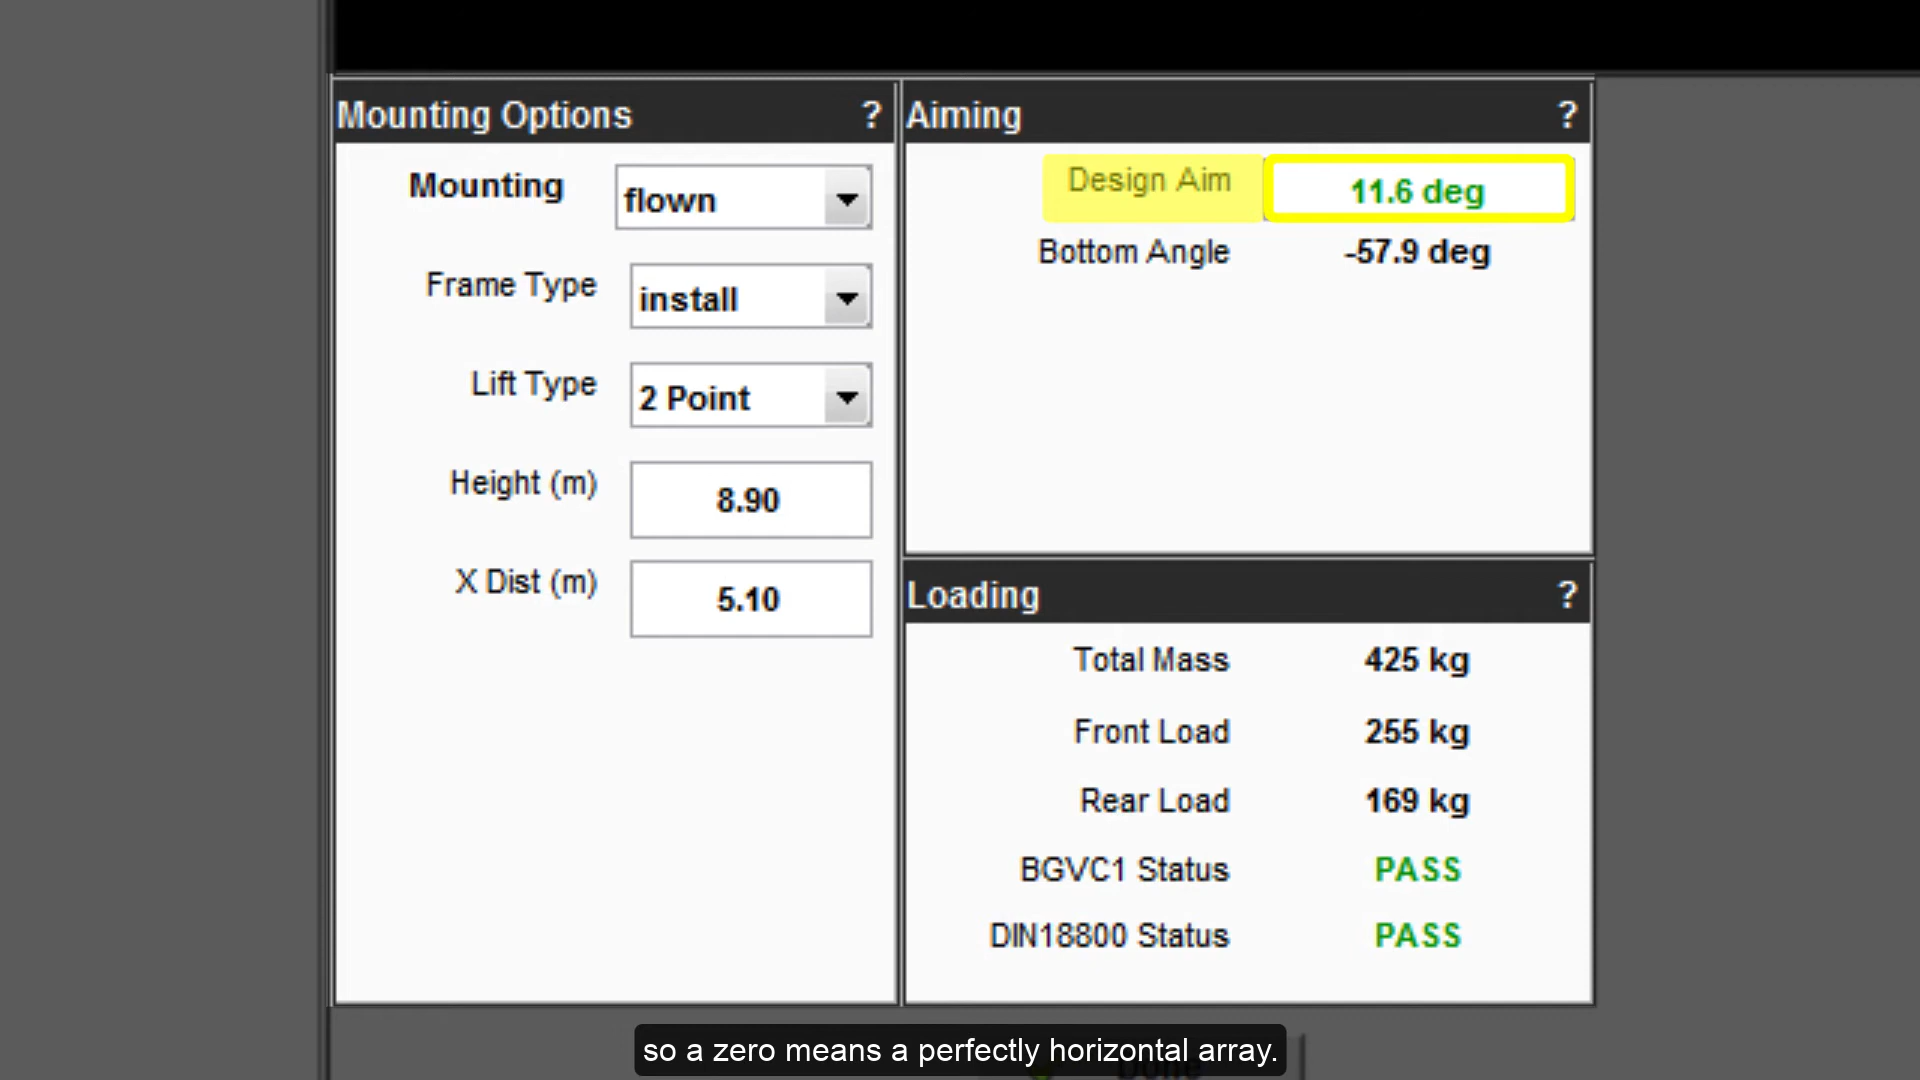 Mounting Options ?
Mounting flown
Frame Type install
Lift Type 2 Point
Height (m) 8.90
X Dist (m) 5.10
Aiming ?
Design Aim 11.6 deg
Bottom Angle -57.9 deg
Loading ?
Total Mass 425 kg
Front Load 255 kg
Rear Load 169 kg
BGVC1 Status PASS
DIN18800 Status PASS
so a zero means a perfectly horizontal array.
Done